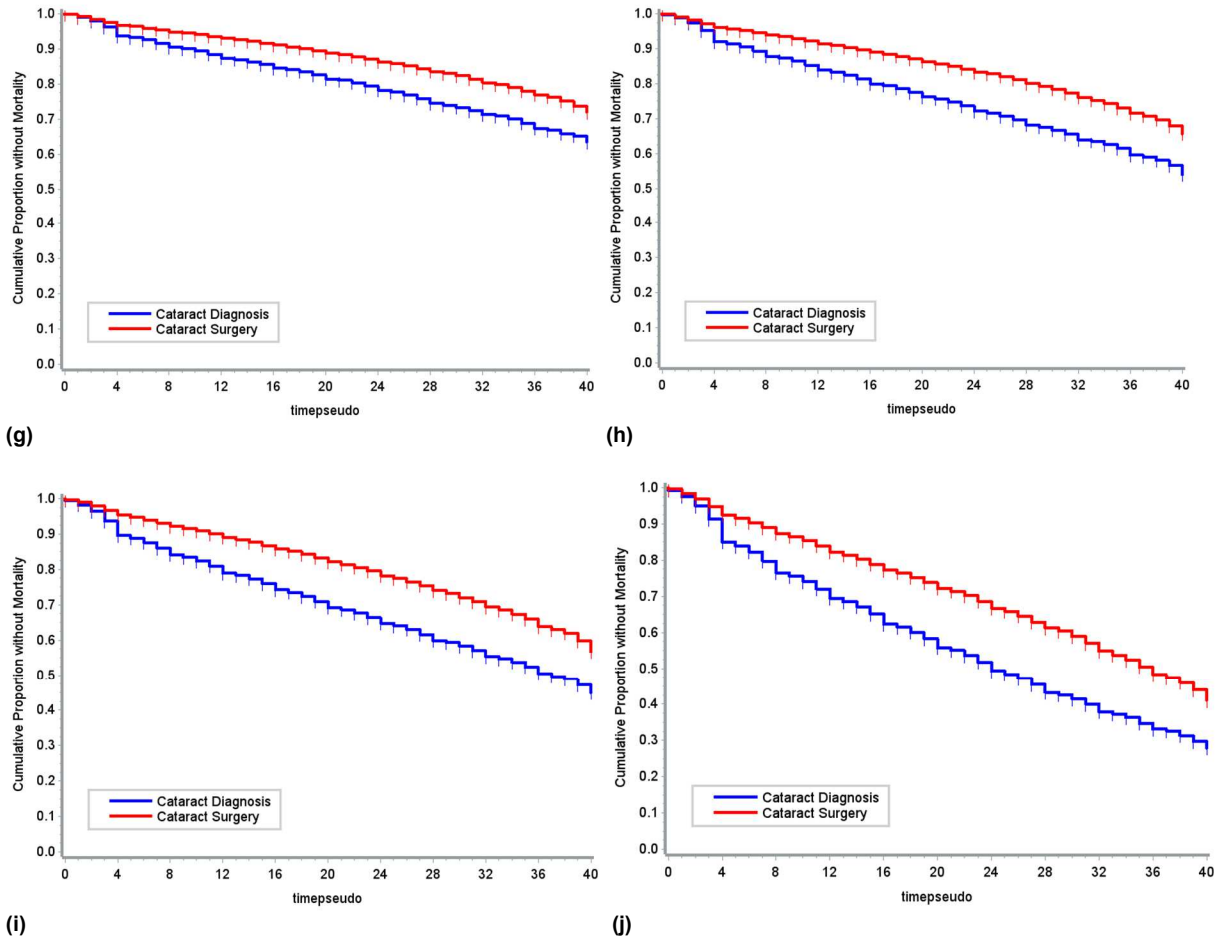 Cumulative Proportion without Mortality
1.0
0.9
0.8
0.7
0.6
0.5
0.4
0.3
0.2
0.1
0.0
Cataract Diagnosis
Cataract Surgery
0 4 8 12 16 20 24 28 32 36 40
timepseudo
(g)
Cumulative Proportion without Mortality
1.0
0.9
0.8
0.7
0.6
0.5
0.4
0.3
0.2
0.1
0.0
Cataract Diagnosis
Cataract Surgery
0 4 8 12 16 20 24 28 32 36 40
timepseudo
(h)
Cumulative Proportion without Mortality
1.0
0.9
0.8
0.7
0.6
0.5
0.4
0.3
0.2
0.1
0.0
Cataract Diagnosis
Cataract Surgery
0 4 8 12 16 20 24 28 32 36 40
timepseudo
(i)
Cumulative Proportion without Mortality
1.0
0.9
0.8
0.7
0.6
0.5
0.4
0.3
0.2
0.1
0.0
Cataract Diagnosis
Cataract Surgery
0 4 8 12 16 20 24 28 32 36 40
timepseudo
(j)